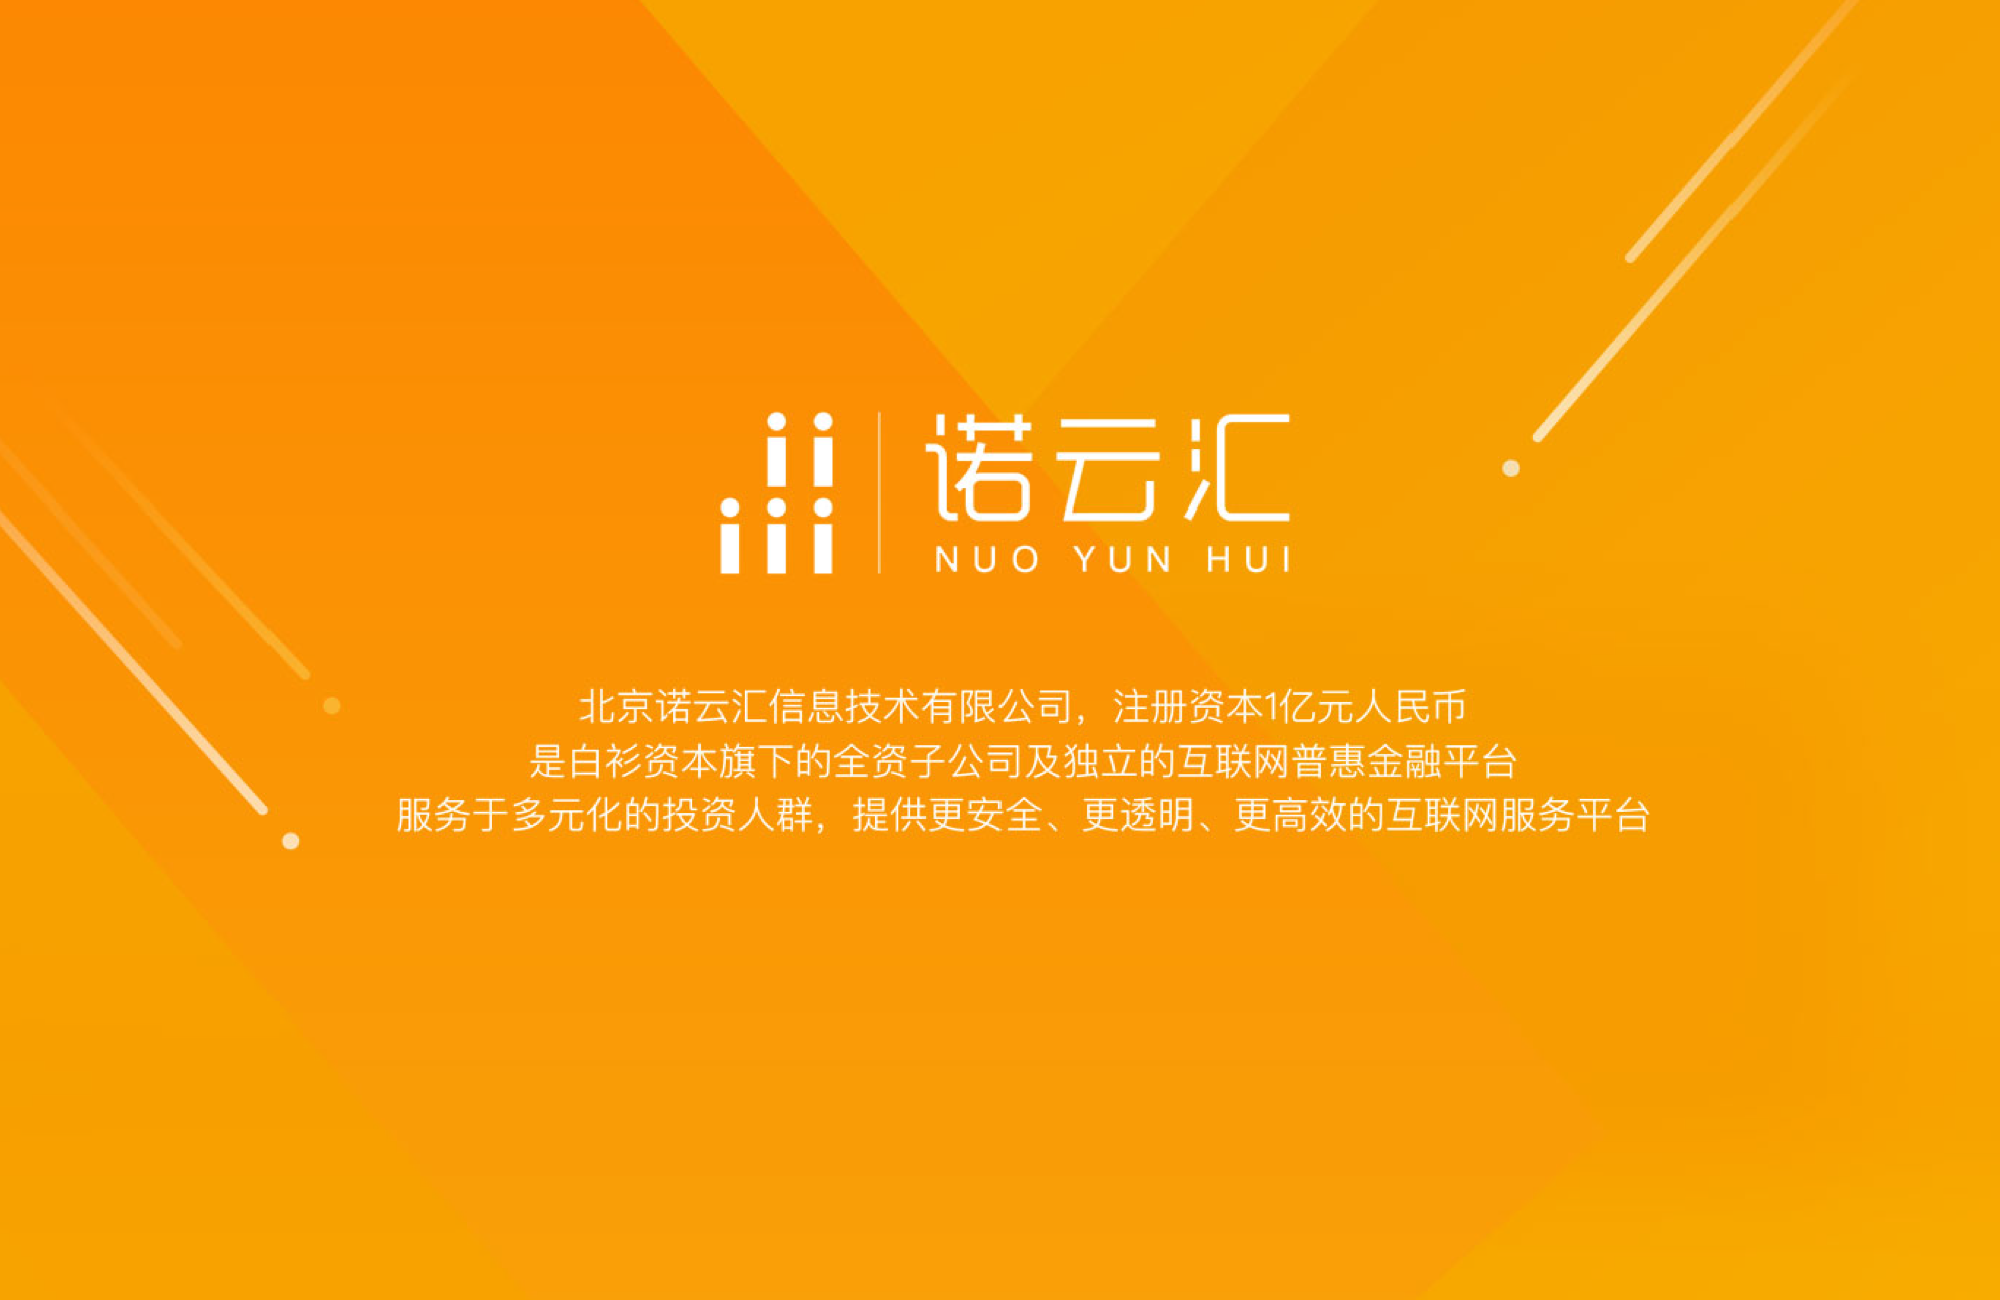 诺云汇
NUO YUN HUI
北京诺云汇信息技术有限公司，注册资本1亿元人民币
是白衫资本旗下的全资子公司及独立的互联网普惠金融平台
服务于多元化的投资人群，提供更安全、更透明、更高效的互联网服务平台